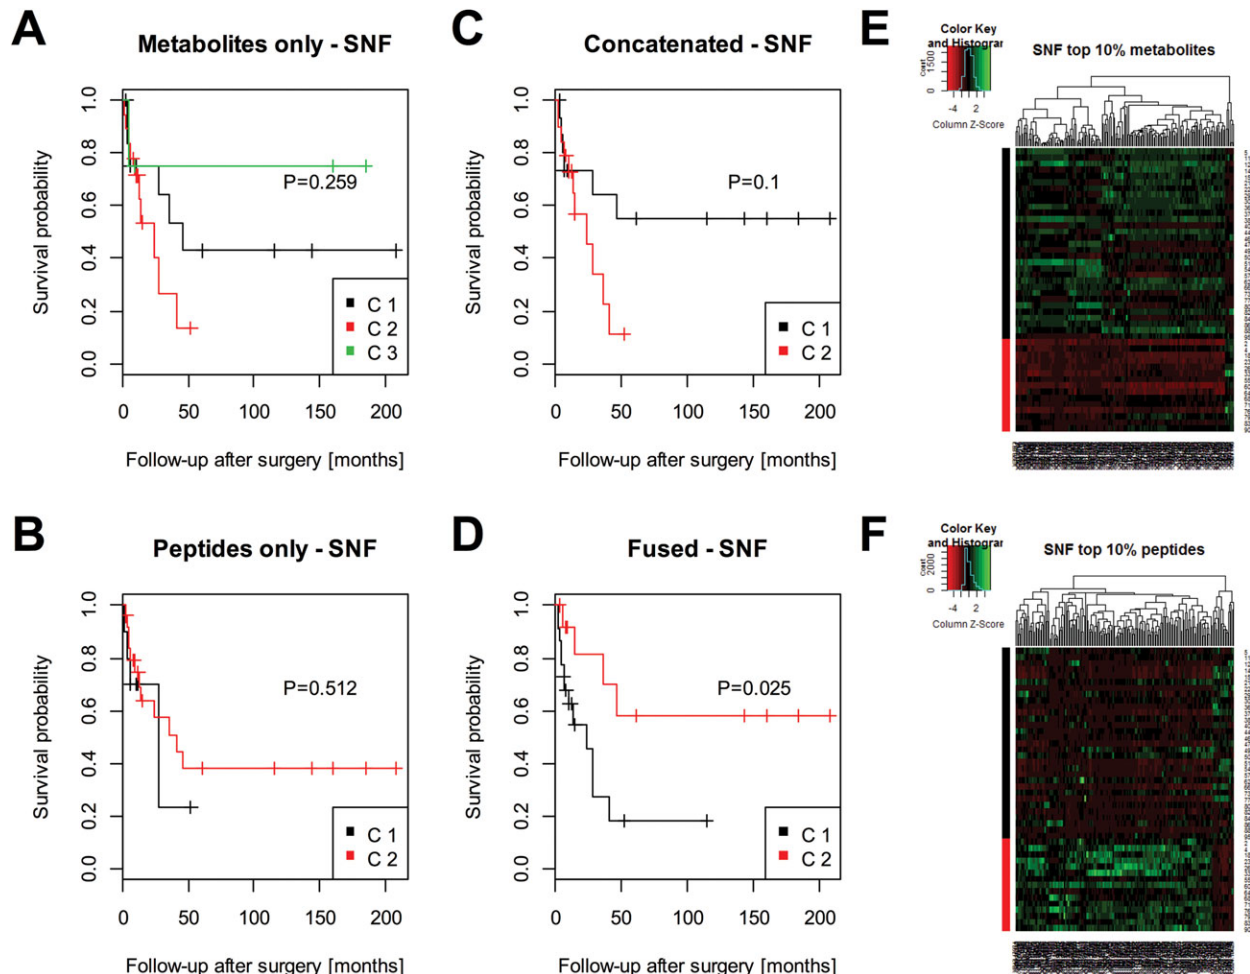 A
Metabolites only - SNF
Survival probability
1.0
0.8
0.6
0.4
0.2
0.0
P=0.259
C 1
C 2
C 3
0 50 100 150 200
Follow-up after surgery [months]
C
Concatenated - SNF
Survival probability
1.0
0.8
0.6
0.4
0.2
0.0
P=0.1
C 1
C 2
0 50 100 150 200
Follow-up after surgery [months]
E
Color Key
and Histogran
Count
0 1500
-4 2
Column Z-Score
SNF top 10% metabolites
B
Peptides only - SNF
Survival probability
1.0
0.8
0.6
0.4
0.2
0.0
P=0.512
C 1
C 2
0 50 100 150 200
Follow-up after surgery [months]
D
Fused - SNF
Survival probability
1.0
0.8
0.6
0.4
0.2
0.0
P=0.025
C 1
C 2
0 50 100 150 200
Follow-up after surgery [months]
F
Color Key
and Histogran
Count
0 2000
-4 2
Column Z-Score
SNF top 10% peptides